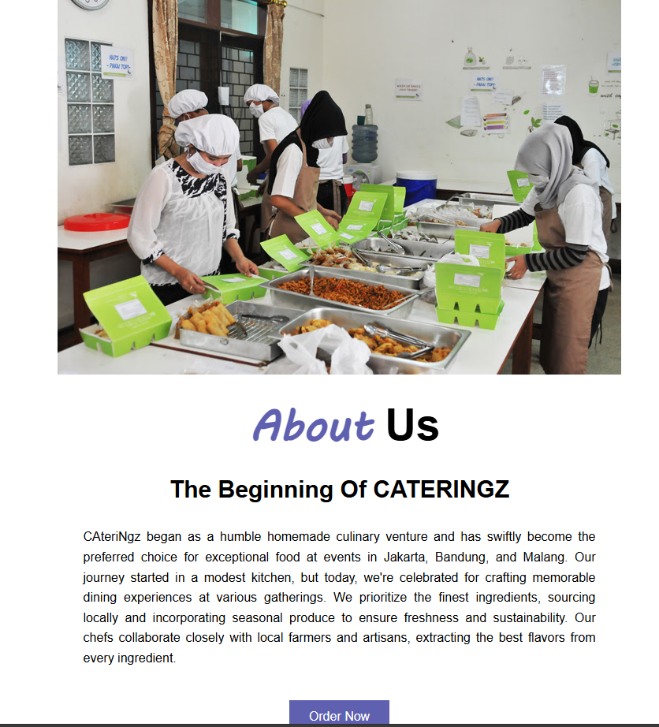 About Us
The Beginning Of CATERINGZ
CAteriNgz began as a humble homemade culinary venture and has swiftly become the
preferred choice for exceptional food at events in Jakarta, Bandung, and Malang. Our
journey started in a modest kitchen, but today, we're celebrated for crafting memorable
dining experiences at various gatherings. We prioritize the finest ingredients, sourcing
locally and incorporating seasonal produce to ensure freshness and sustainability. Our
chefs collaborate closely with local farmers and artisans, extracting the best flavors from
every ingredient.
Order Now